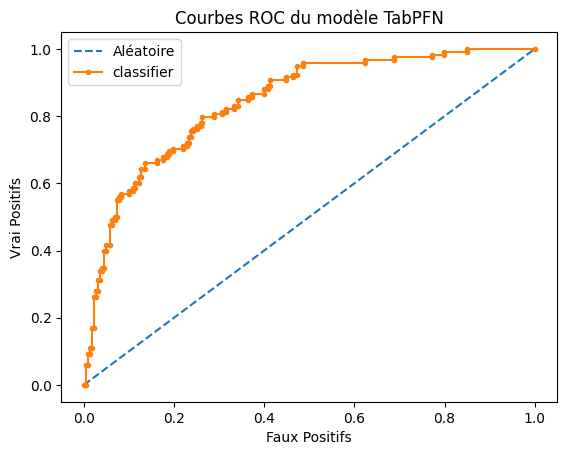 Courbes ROC du modèle TabPFN
Aléatoire
classifier
Vrai Positifs
1.0
0.8
0.6
0.4
0.2
0.0
0.0 0.2 0.4 0.6 0.8 1.0
Faux Positifs